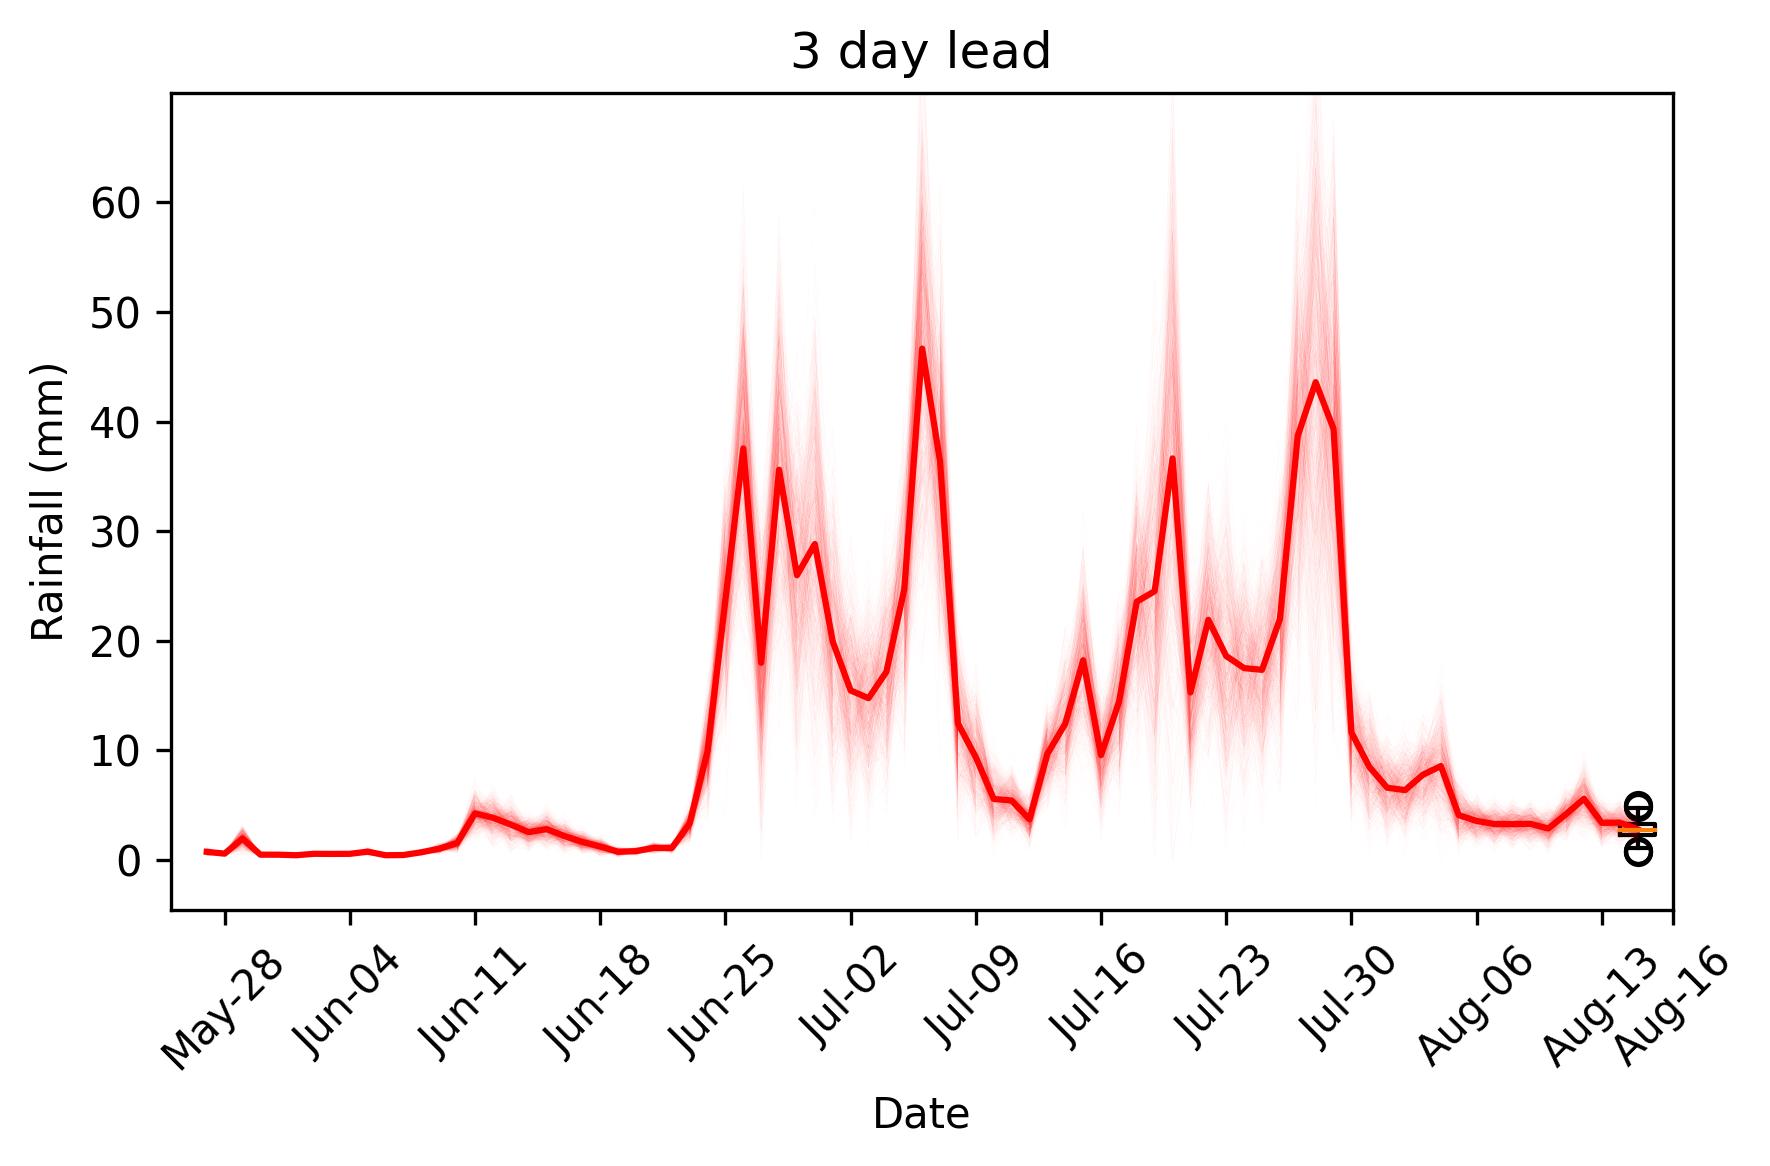 3 day lead
Rainfall (mm)
60
50
40
30
20
10
0
May-28
Jun-04
Jun-11
Jun-18
Jun-25
Jul-02
Jul-09
Jul-16
Jul-23
Jul-30
Aug-06
Aug-13
Aug-16
Date